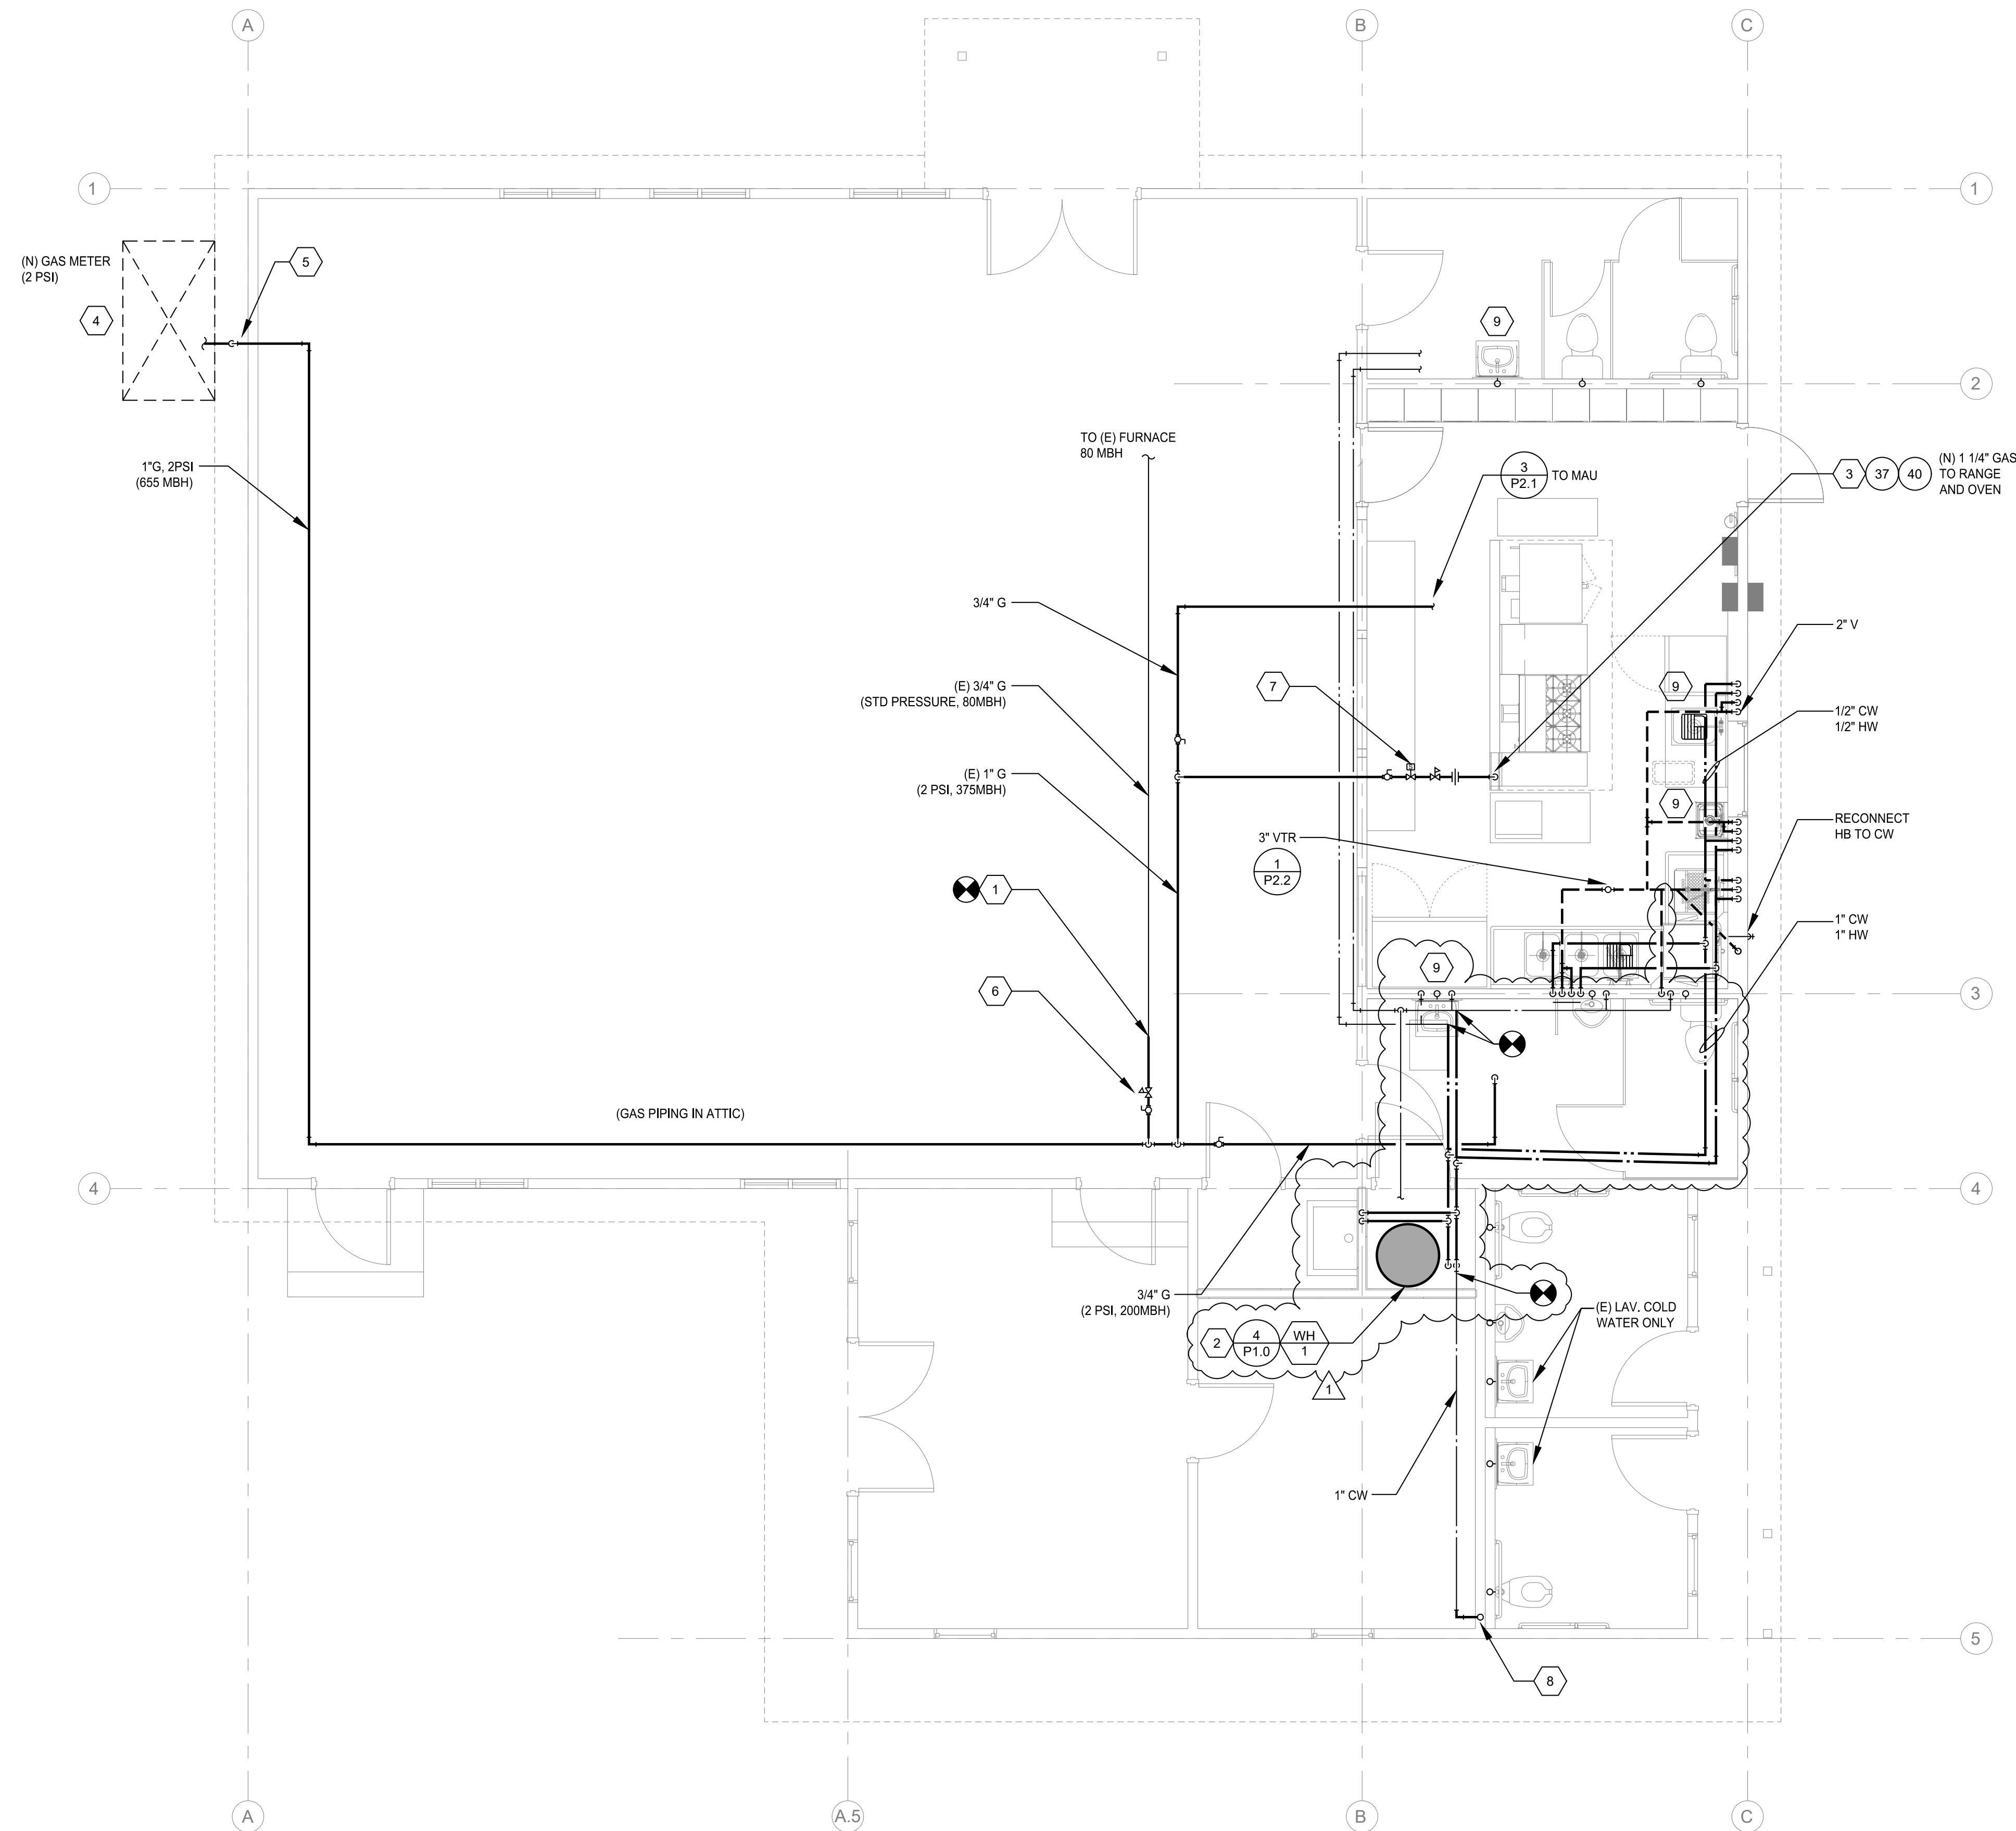 A
B
C
1
1
(N) GAS METER
(2 PSI)
5
4
9
2
1"G, 2PSI
(655 MBH)
TO (E) FURNACE
80 MBH
3
P2.1
TO MAU
3
37
40
(N) 1 1/4" GAS
TO RANGE
AND OVEN
3/4" G
2" V
(E) 3/4" G
(STD PRESSURE, 80MBH)
7
9
1/2" CW
1/2" HW
(E) 1" G
(2 PSI, 375MBH)
9
3" VTR
1
P2.2
RECONNECT
HB TO CW
1
1" CW
1" HW
9
6
3
(GAS PIPING IN ATTIC)
4
4
3/4" G
(2 PSI, 200MBH)
(E) LAV. COLD
WATER ONLY
2
4
P1.0
WH
1
1
1" CW
5
8
A
A.5
B
C